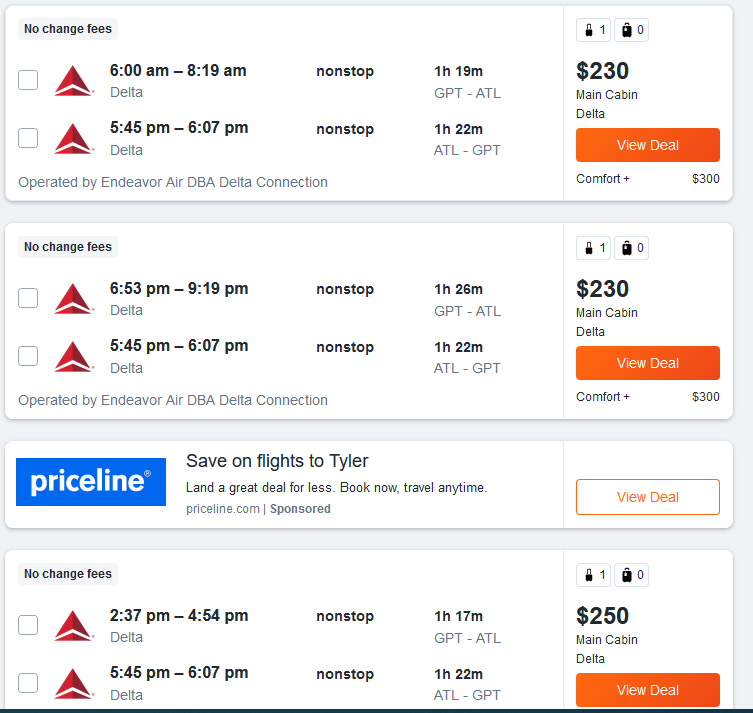 No change fees
1 0
6:00 am – 8:19 am nonstop 1h 19m
Delta GPT - ATL
$230
Main Cabin
Delta
5:45 pm – 6:07 pm nonstop 1h 22m
Delta ATL - GPT
View Deal
Operated by Endeavor Air DBA Delta Connection
Comfort + $300
No change fees
1 0
6:53 pm – 9:19 pm nonstop 1h 26m
Delta GPT - ATL
$230
Main Cabin
Delta
5:45 pm – 6:07 pm nonstop 1h 22m
Delta ATL - GPT
View Deal
Operated by Endeavor Air DBA Delta Connection
Comfort + $300
priceline®
Save on flights to Tyler
Land a great deal for less. Book now, travel anytime.
priceline.com | Sponsored
View Deal
No change fees
1 0
2:37 pm – 4:54 pm nonstop 1h 17m
Delta GPT - ATL
$250
Main Cabin
Delta
5:45 pm – 6:07 pm nonstop 1h 22m
Delta ATL - GPT
View Deal